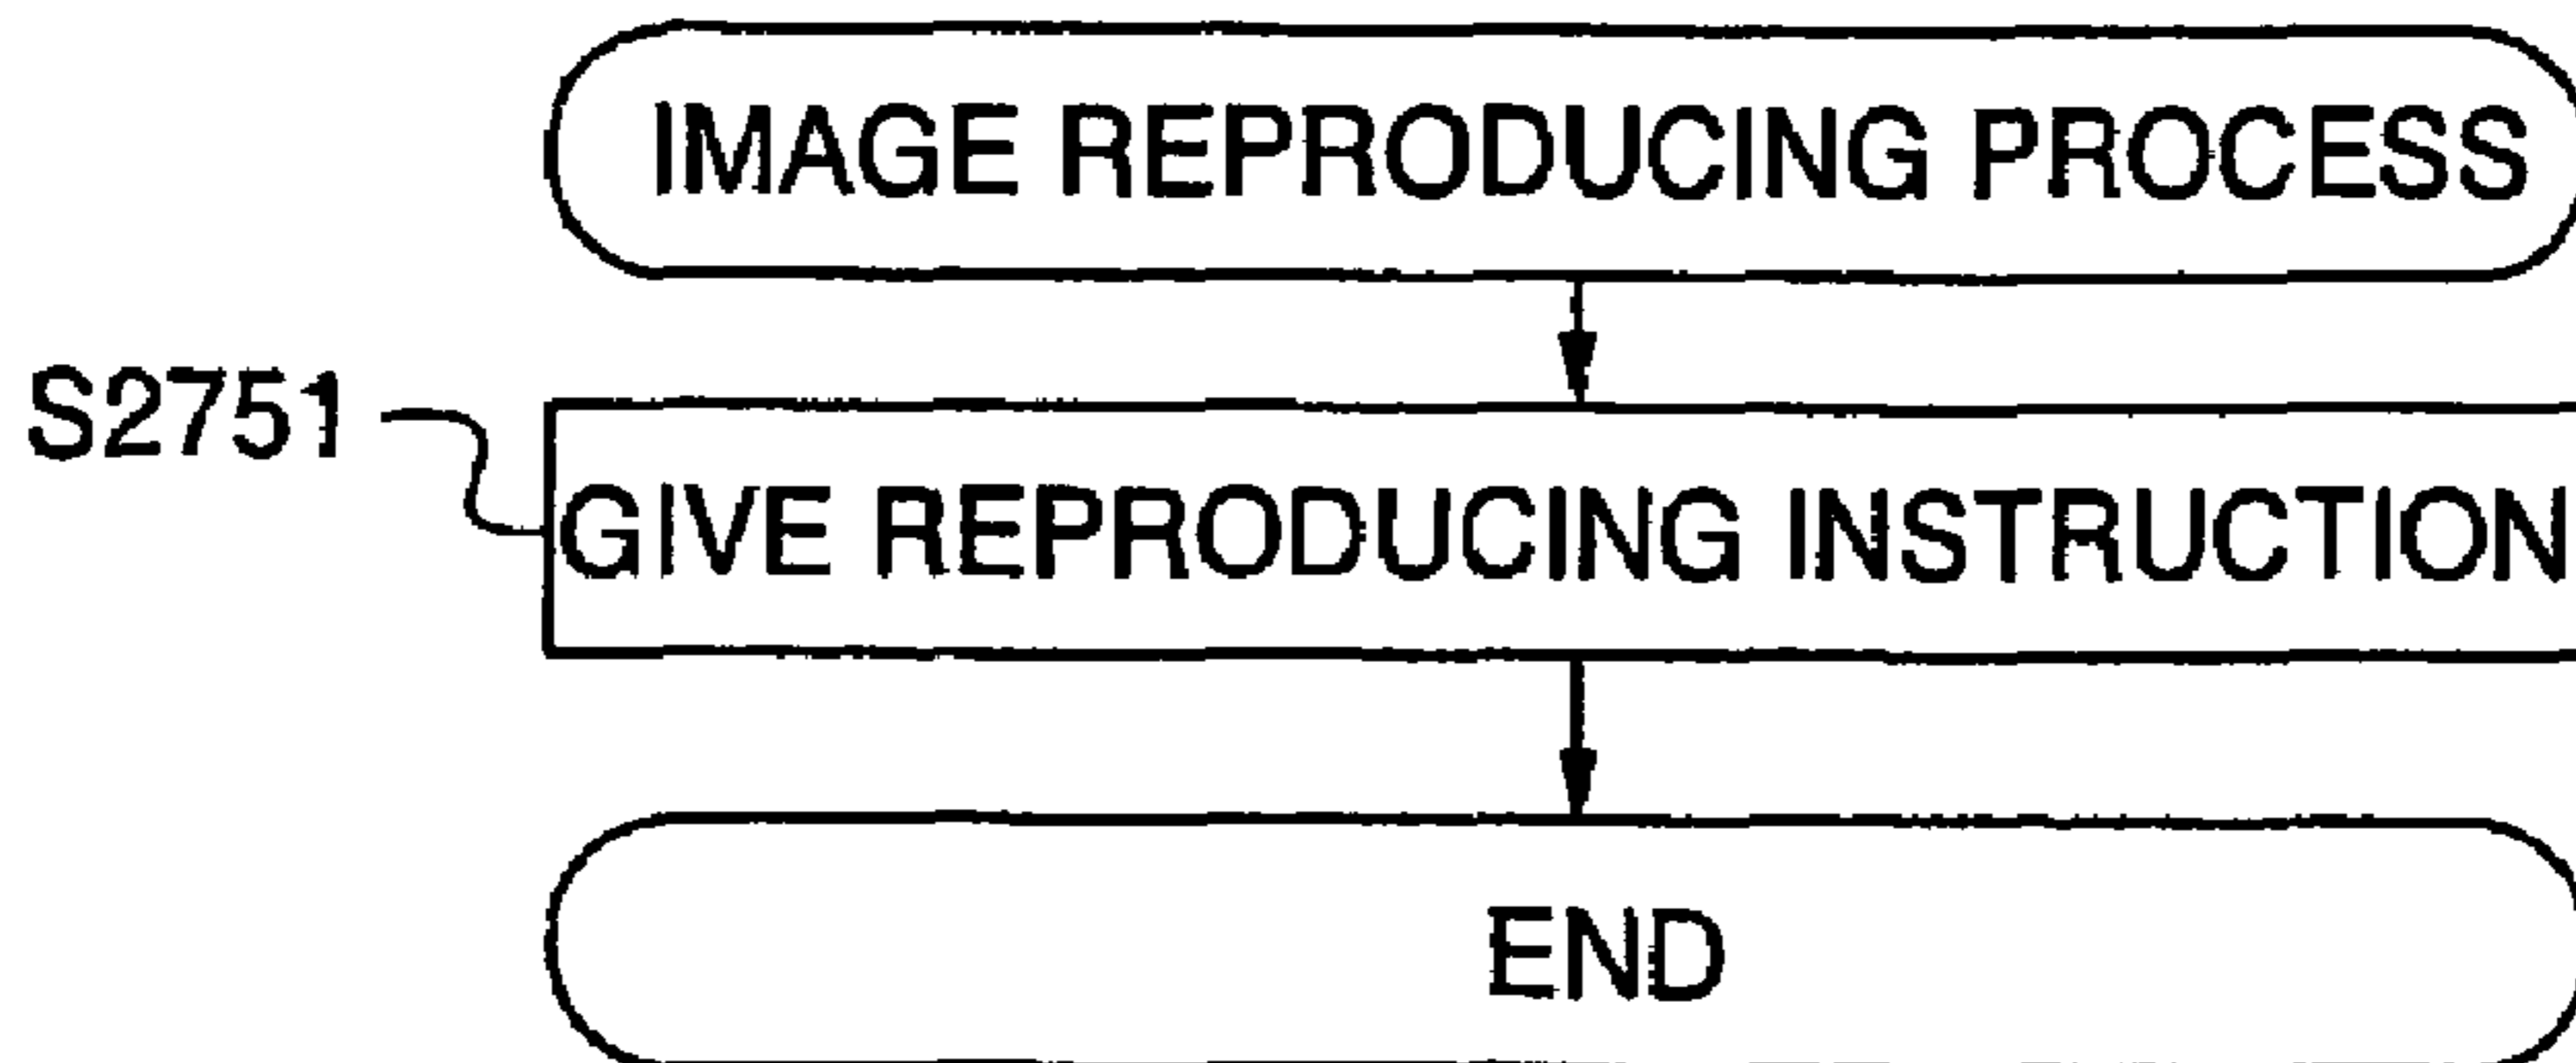 IMAGE REPRODUCING PROCESS
S2751
GIVE REPRODUCING INSTRUCTION
END